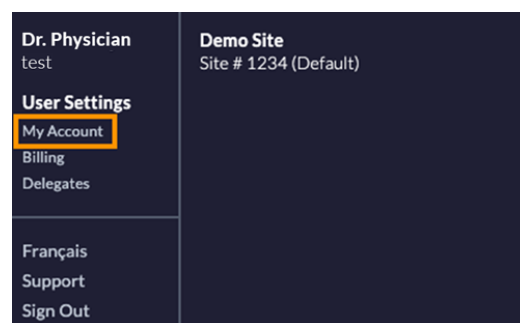 Dr. Physician
test
User Settings
My Account
Billing
Delegates
Français
Support
Sign Out
Demo Site
Site # 1234 (Default)